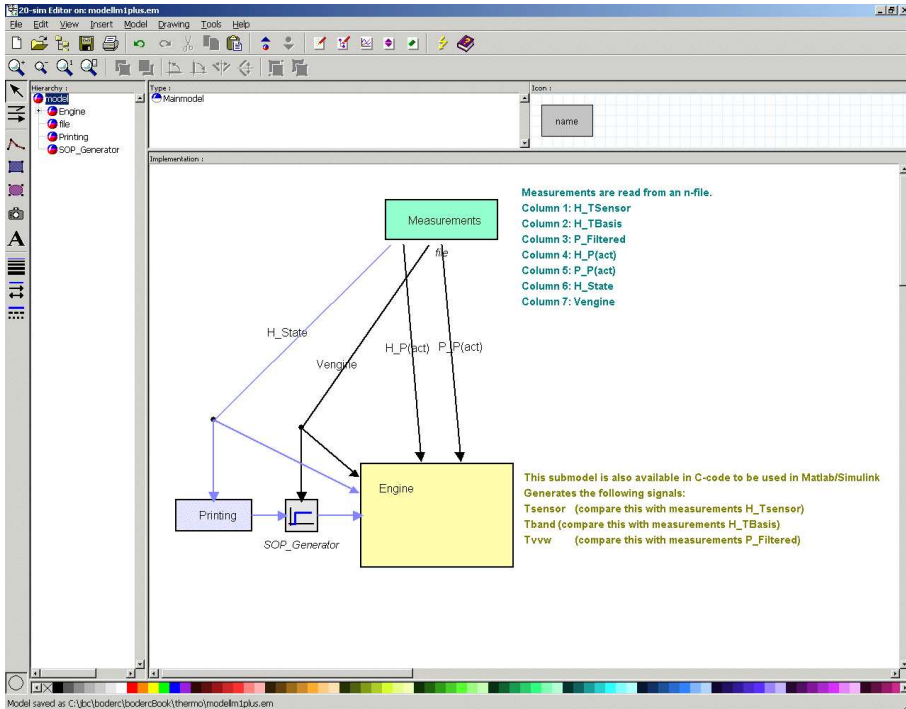 20-sim Editor on: modellm1plus.em
File Edit View Insert Model Drawing Tools Help
Hierarchy :
model
Engine
file
Printing
SOP_Generator
Type :
Mainmodel
Icon :
name
Implementation :
Measurements
file
Measurements are read from an n-file.
Column 1: H_TSensor
Column 2: H_TBasis
Column 3: P_Filtered
Column 4: H_P(act)
Column 5: P_P(act)
Column 6: H_State
Column 7: Vengine
H_State
Vengine
H_P(act)
P_P(act)
Engine
Printing
SOP_Generator
This submodel is also available in C-code to be used in Matlab/Simulink
Generates the following signals:
Tsensor (compare this with measurements H_Tsensor)
Tband (compare this with measurements H_TBasis)
Tvvw (compare this with measurements P_Filtered)
A
Model saved as C:\jbc\boderc\bodercBook\thermo\modellm1plus.em